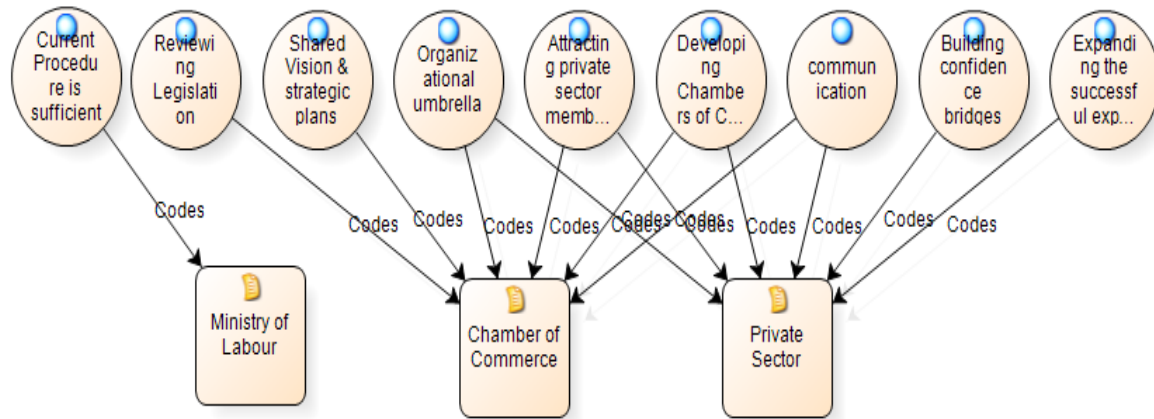 Current
Procedu
re is
sufficient
Reviewi
ng
Legislati
on
Shared
Vision &
strategic
plans
Organiz
ational
umbrella
Attractin
g private
sector
memb...
Developi
ng
Chambe
rs of C...
commun
ication
Building
confiden
ce
bridges
Expandi
ng the
successf
ul exp...
Codes
Codes
Codes
Codes
Codes
Codes
Codes
Codes
Codes
Codes
Codes
Codes
Ministry of
Labour
Chamber of
Commerce
Private
Sector